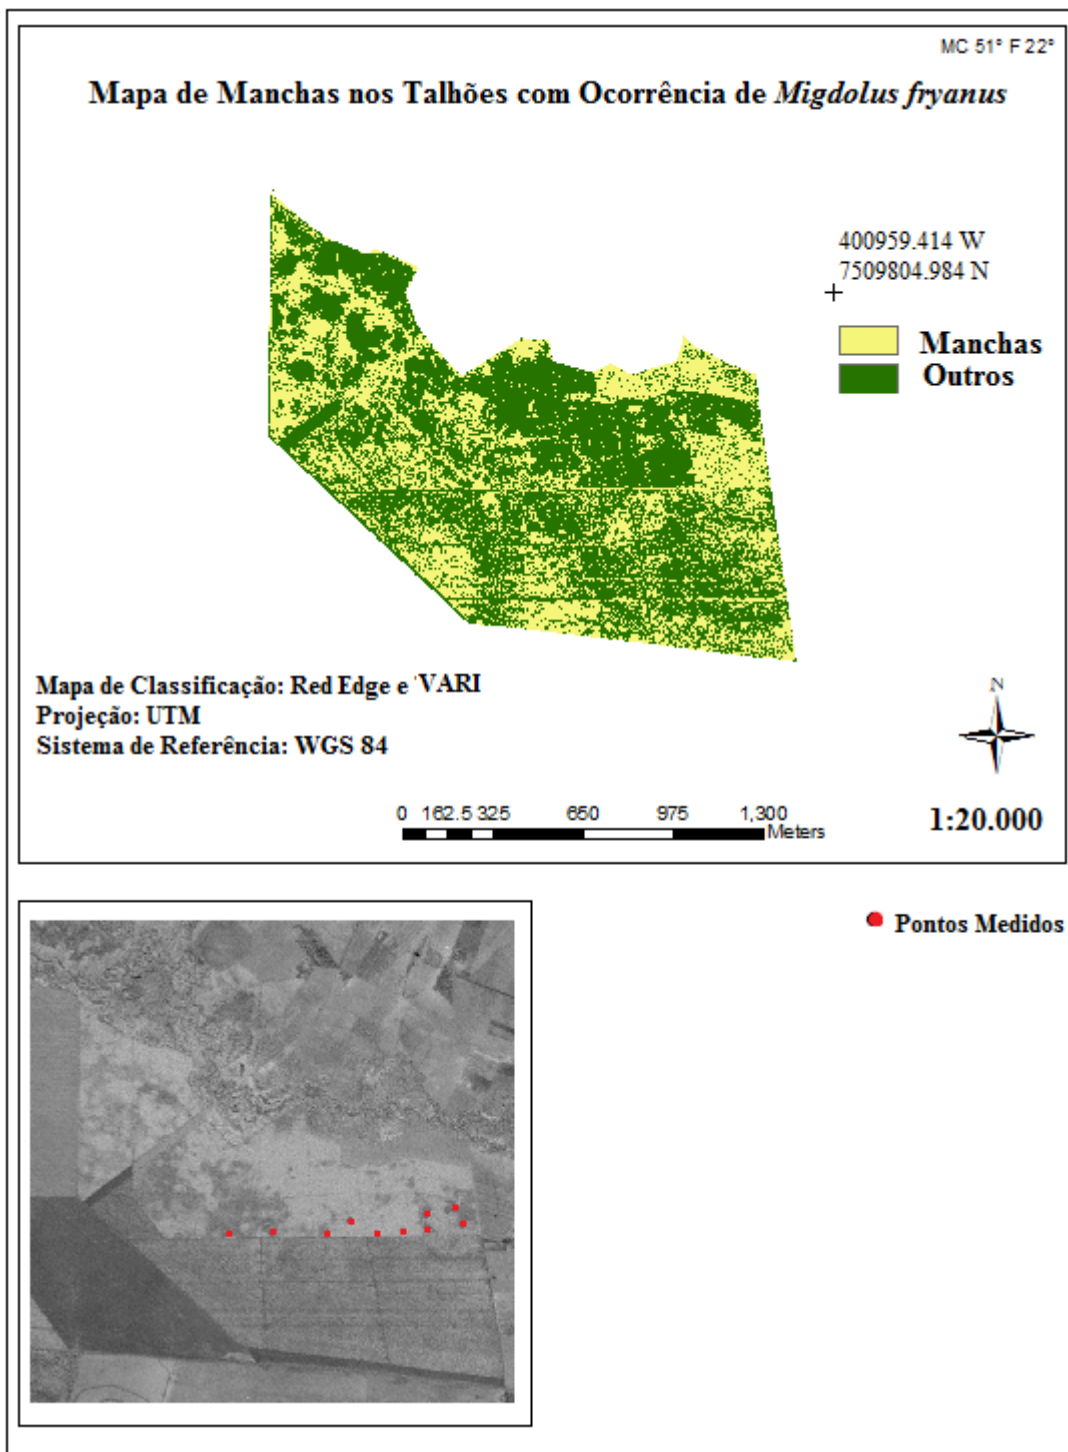 MC 51° F 22°
Mapa de Manchas nos Talhões com Ocorrência de Migdolus fryanus
400959.414 W
7509804.984 N
Manchas
Outros
Mapa de Classificação: Red Edge e 'VARI
Projeção: UTM
Sistema de Referência: WGS 84
N
0 162.5 325 650 975 1,300
Meters
1:20.000
Pontos Medidos